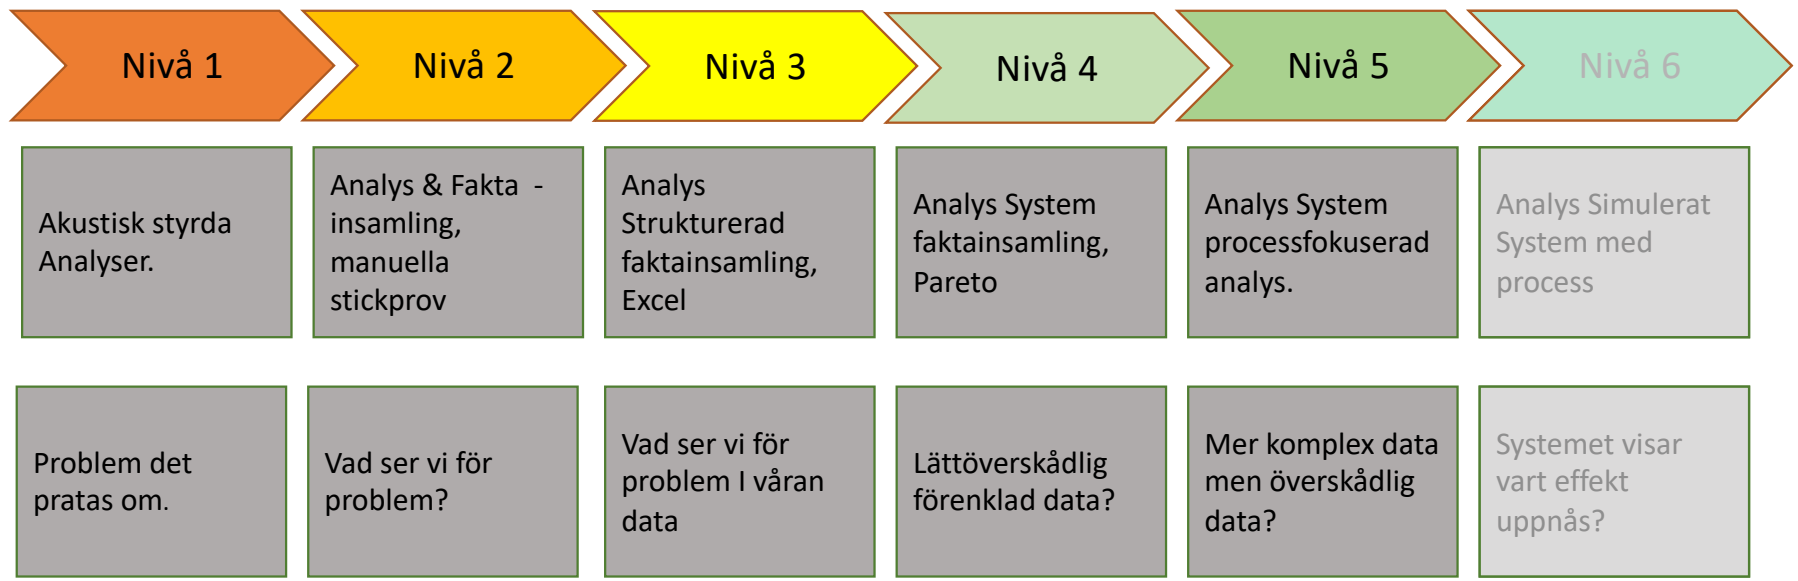 Nivå 1
Nivå 2
Nivå 3
Nivå 4
Nivå 5
Nivå 6
Akustisk styrda
Analyser.
Analys & Fakta -
insamling,
manuella
stickprov
Analys
Strukturerad
faktainsamling,
Excel
Analys System
faktainsamling,
Pareto
Analys System
processfokuserad
analys.
Analys Simulerat
System med
process
Problem det
pratas om.
Vad ser vi för
problem?
Vad ser vi för
problem I våran
data
Lättöverskådlig
förenklad data?
Mer komplex data
men överskådlig
data?
Systemet visar
vart effekt
uppnås?